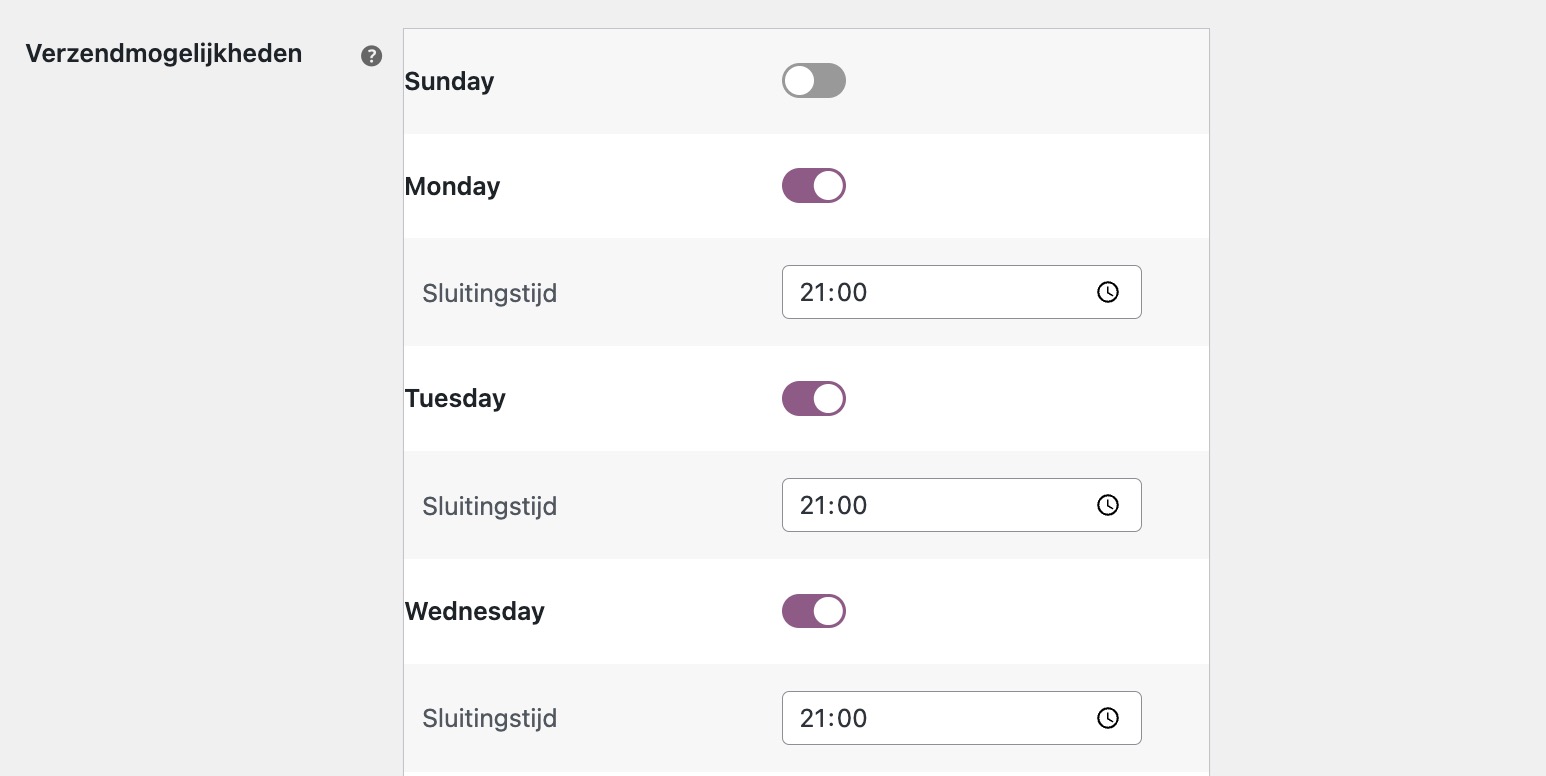 Verzendmogelijkheden ?
Sunday
Monday
Sluitingstijd 21:00
Tuesday
Sluitingstijd 21:00
Wednesday
Sluitingstijd 21:00